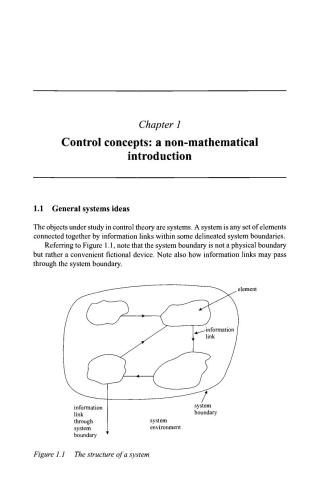 Chapter 1
Control concepts: a non-mathematical
introduction
1.1 General systems ideas
The objects under study in control theory are systems. A system is any set of elements
connected together by information links within some delineated system boundaries.
Referring to Figure 1.1, note that the system boundary is not a physical boundary
but rather a convenient fictional device. Note also how information links may pass
through the system boundary.
element
information
link
information
link
through
system
boundary
system
environment
system
boundary
Figure 1.1 The structure of a system